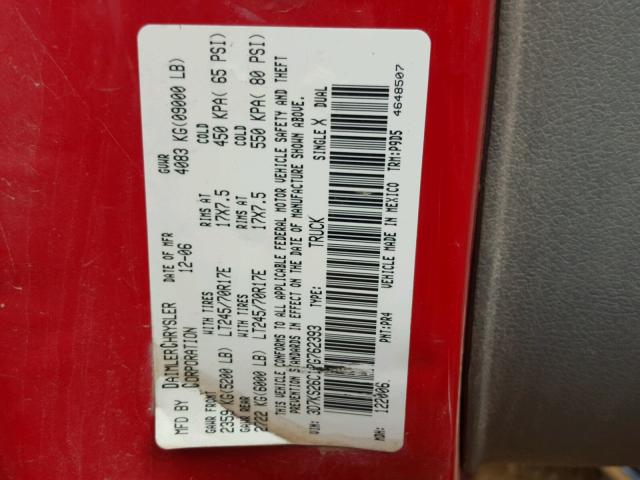 MFD BY DAIMLERCHRYSLER CORPORATION
DATE OF MFR 12-06
GVWR 4083 KG(09000 LB)
GAWR FRONT WITH TIRES RIMS AT COLD
2359 KG(5200 LB) LT245/70R17E 17X7.5 450 KPA( 65 PSI)
GAWR REAR WITH TIRES RIMS AT COLD
2722 KG(6000 LB) LT245/70R17E 17X7.5 550 KPA( 80 PSI)
THIS VEHICLE CONFORMS TO ALL APPLICABLE FEDERAL MOTOR VEHICLE SAFETY AND THEFT
PREVENTION STANDARDS IN EFFECT ON THE DATE OF MANUFACTURE SHOWN ABOVE.
VIN: TYPE: TRUCK SINGLE X DUAL
MDH: 122006 PNT:PR4 VEHICLE MADE IN MEXICO TRM:P9D5 4648507